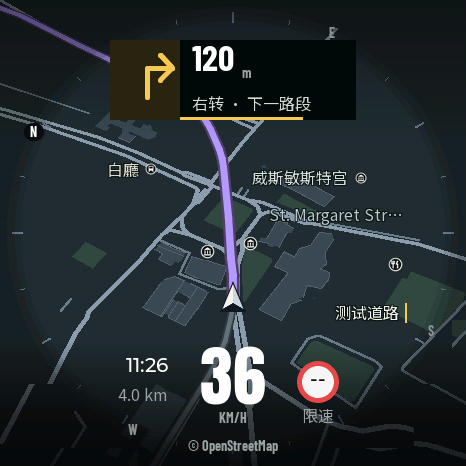 E
120 m
右转 · 下一路段
N
白廳
威斯敏斯特宫
St. Margaret Str···
测试道路
S
11:26
36
--
4.0 km
KM/H
限速
W
© OpenStreetMap